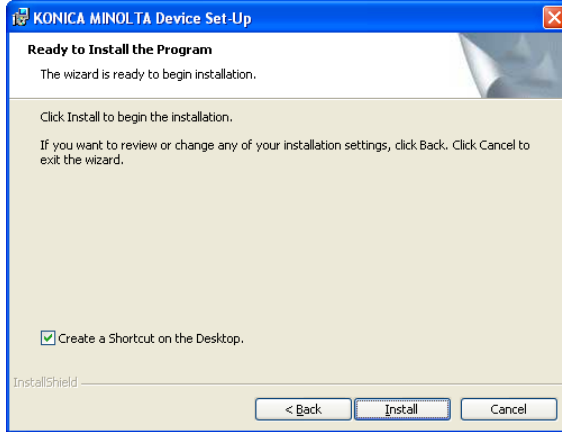 KONICA MINOLTA Device Set-Up
Ready to Install the Program
The wizard is ready to begin installation.
Click Install to begin the installation.
If you want to review or change any of your installation settings, click Back. Click Cancel to
exit the wizard.
Create a Shortcut on the Desktop.
InstallShield
< Back Install Cancel